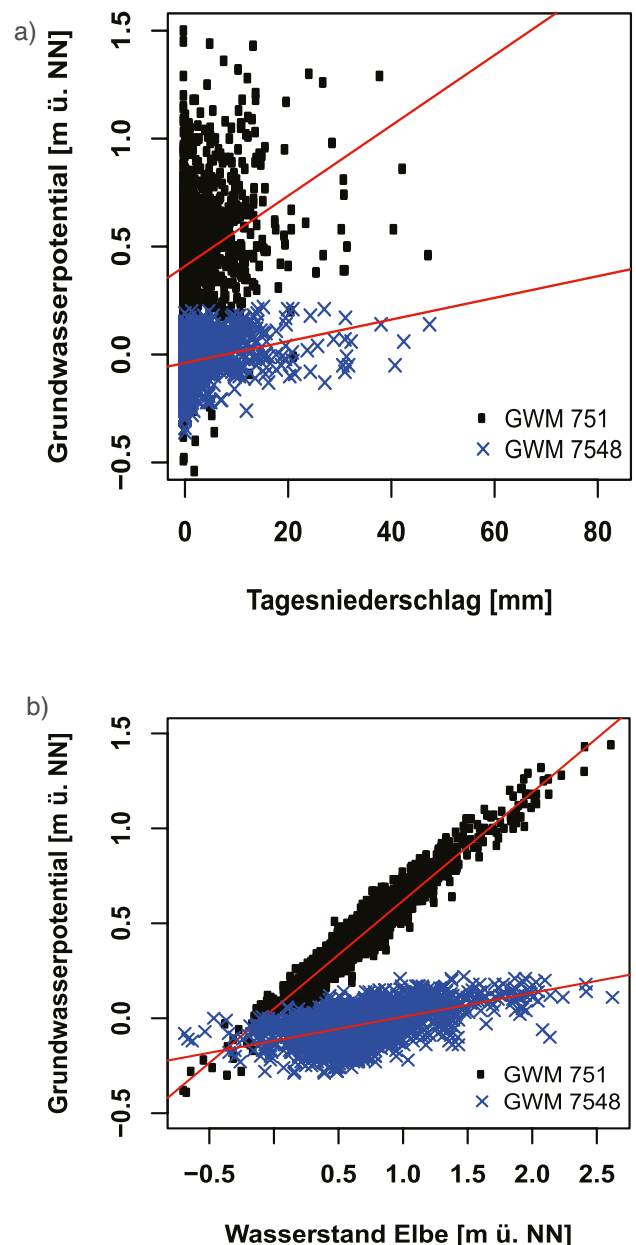 a)
Grundwasserpotential [m ü. NN]
1.5
1.0
0.5
0.0
−0.5
GWM 751
GWM 7548
0
20
40
60
80
Tagesniederschlag [mm]
b)
Grundwasserpotential [m ü. NN]
1.5
1.0
0.5
0.0
−0.5
GWM 751
GWM 7548
−0.5
0.5
1.0
1.5
2.0
2.5
Wasserstand Elbe [m ü. NN]